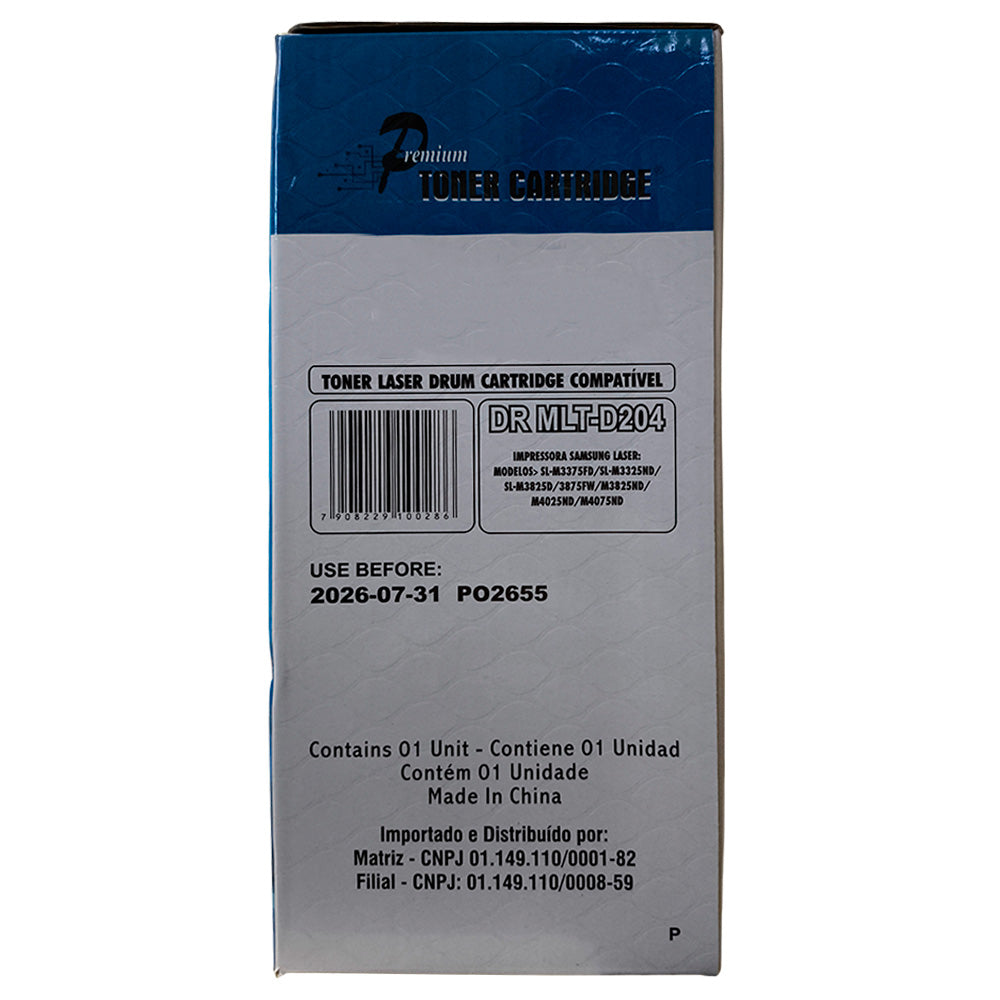 Premium
TONER CARTRIDGE®
TONER LASER DRUM CARTRIDGE COMPATÍVEL
DR MLT-D204
IMPRESSORA SAMSUNG LASER:
MODELOS> SL-M3375FD/SL-M3325ND/
SL-M3825D/3875FW/M3825ND/
M4025ND/M4075ND
7 908229 100286
USE BEFORE:
2026-07-31 PO2655
Contains 01 Unit - Contiene 01 Unidad
Contém 01 Unidade
Made In China
Importado e Distribuído por:
Matriz - CNPJ 01.149.110/0001-82
Filial - CNPJ: 01.149.110/0008-59
P